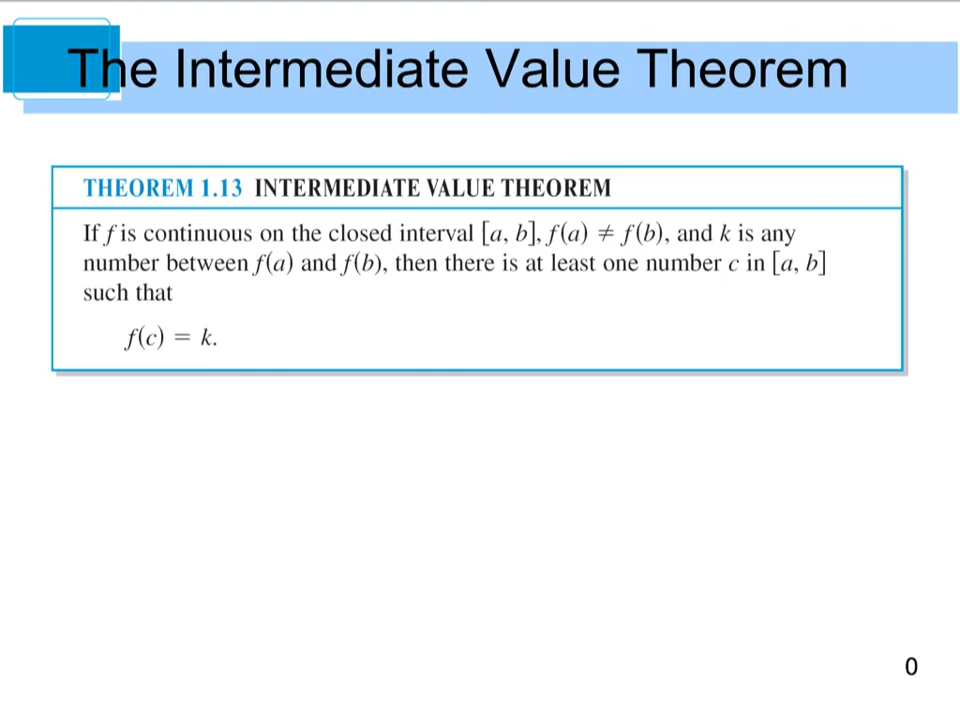 The Intermediate Value Theorem
THEOREM 1.13 INTERMEDIATE VALUE THEOREM
If f is continuous on the closed interval [a, b], f(a) ≠ f(b), and k is any
number between f(a) and f(b), then there is at least one number c in [a, b]
such that
f(c) = k.
0